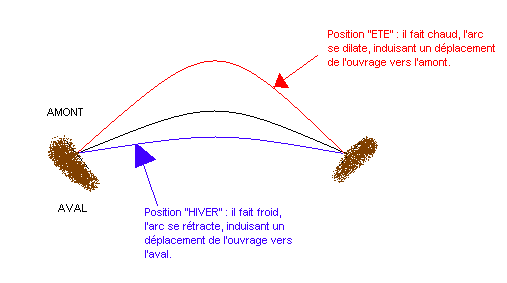 Position "ETE" : il fait chaud, l'arc
se dilate, induisant un déplacement
de l'ouvrage vers l'amont.
AMONT
AVAL
Position "HIVER" : il fait froid,
l'arc se rétracte, induisant un
déplacement de l'ouvrage vers
l'aval.